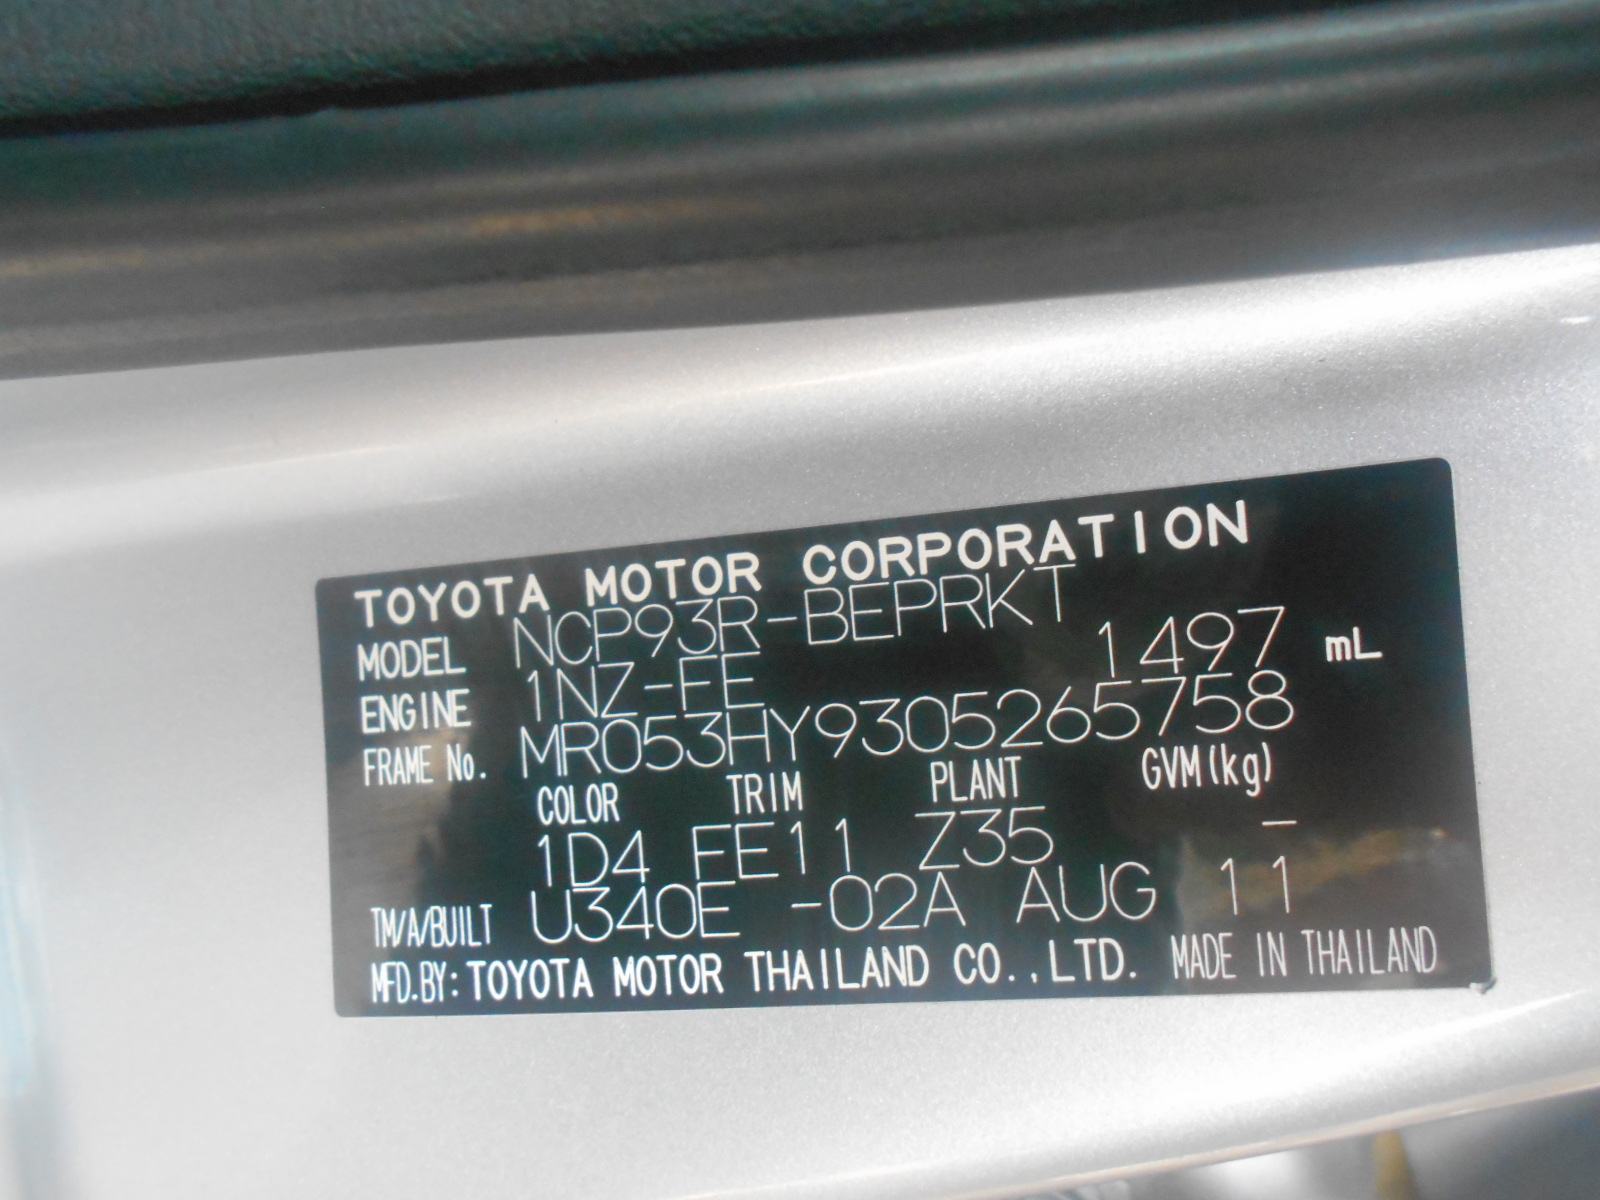 TOYOTA MOTOR CORPORATION
MODEL NCP93R-BEPRKT
ENGINE 1NZ-FE 1497 mL
FRAME No. MR053HY9305265758
COLOR TRIM PLANT GVM(kg)
1D4 FE11 Z35 -
TM/A/BUILT U340E -02A AUG 11
MFD.BY: TOYOTA MOTOR THAILAND CO.,LTD. MADE IN THAILAND